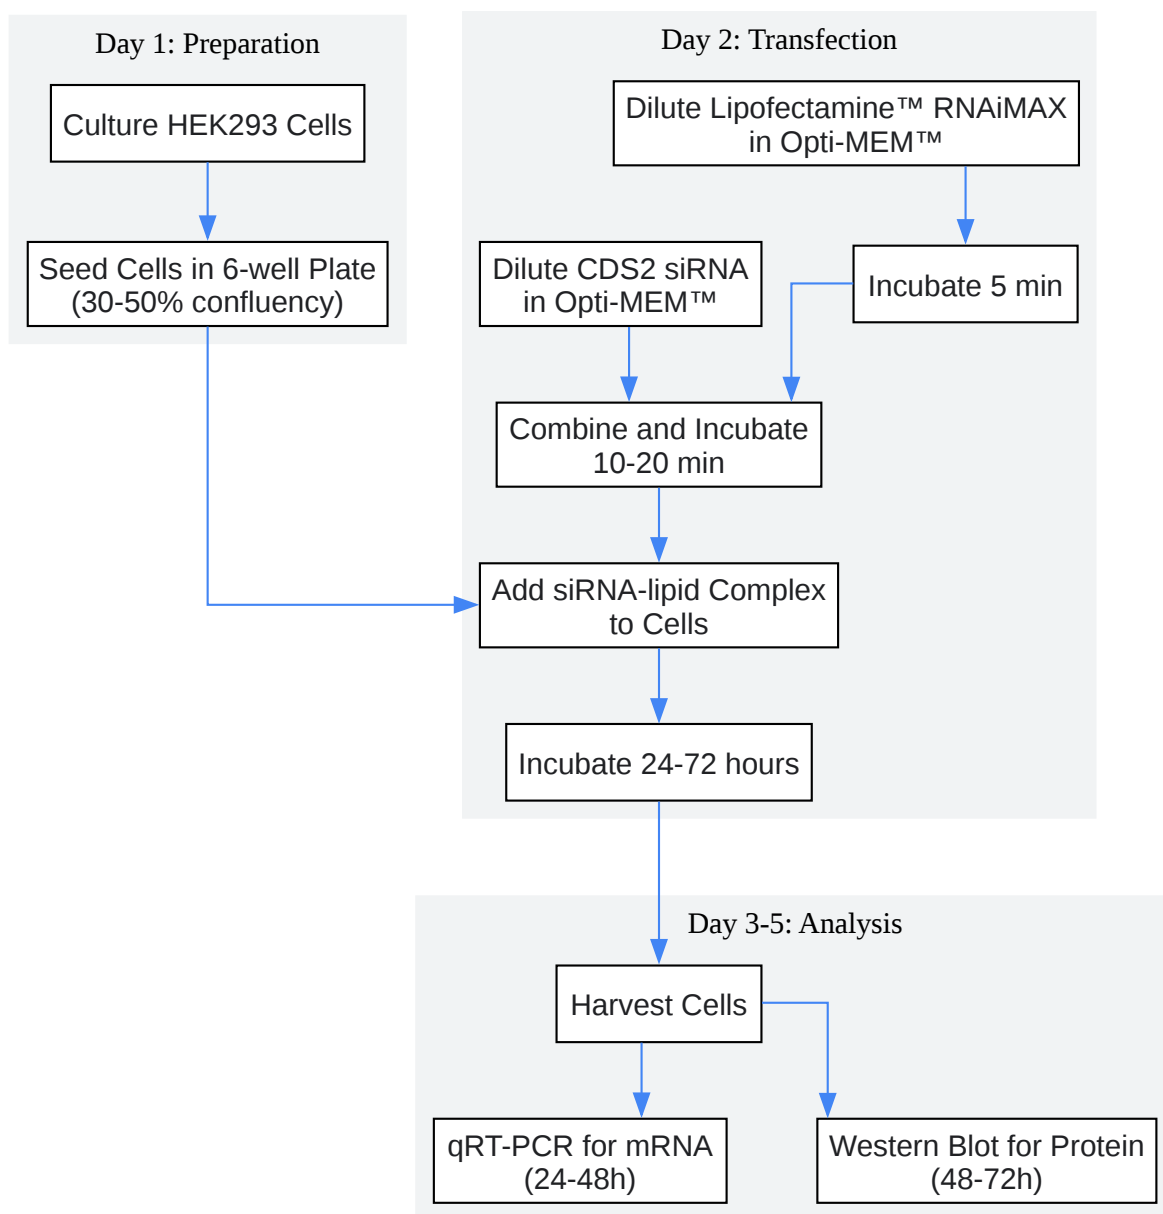 Day 1: Preparation
Culture HEK293 Cells
Seed Cells in 6-well Plate
(30-50% confluency)
Day 2: Transfection
Dilute Lipofectamine™ RNAiMAX
in Opti-MEM™
Incubate 5 min
Dilute CDS2 siRNA
in Opti-MEM™
Combine and Incubate
10-20 min
Add siRNA-lipid Complex
to Cells
Incubate 24-72 hours
Day 3-5: Analysis
Harvest Cells
qRT-PCR for mRNA
(24-48h)
Western Blot for Protein
(48-72h)